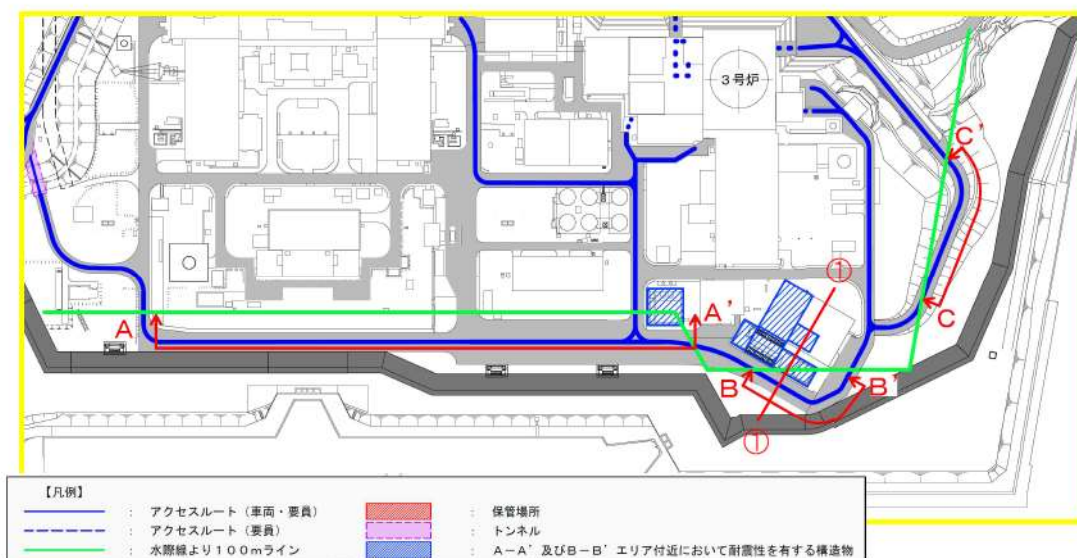 3号炉
C'
①
A
A'
C
B
B'
①
【凡例】
: アクセスルート（車両・要員）
: 保管場所
: アクセスルート（要員）
: トンネル
: 水際線より100mライン
: A－A'及びB－B'エリア付近において耐震性を有する構造物